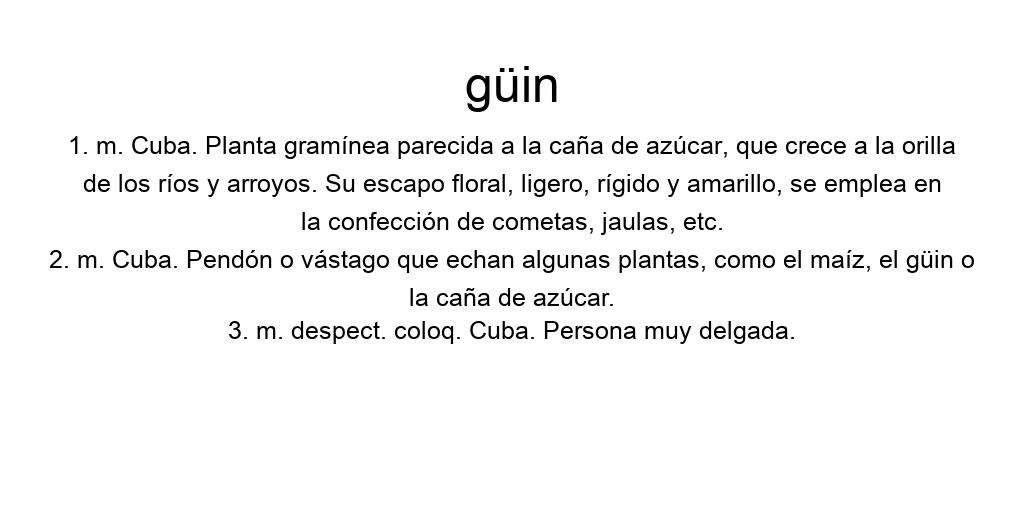 güin
1. m. Cuba. Planta gramínea parecida a la caña de azúcar, que crece a la orilla
de los ríos y arroyos. Su escapo floral, ligero, rígido y amarillo, se emplea en
la confección de cometas, jaulas, etc.
2. m. Cuba. Pendón o vástago que echan algunas plantas, como el maíz, el güin o
la caña de azúcar.
3. m. despect. coloq. Cuba. Persona muy delgada.